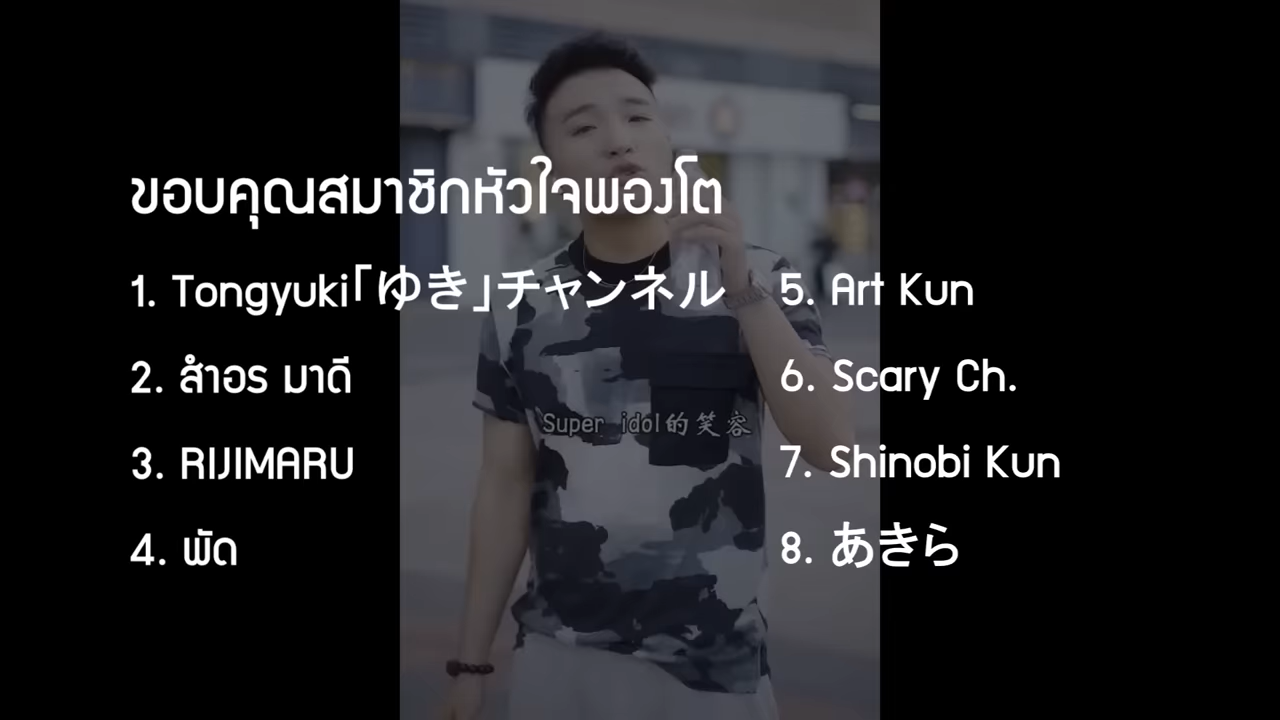 ขอบคุณสมาชิกหัวใจพองโต
1. Tongyuki「ゆき」チャンネル
2. สำอร มาดี
3. RIJIMARU
4. พัด
5. Art Kun
6. Scary Ch.
7. Shinobi Kun
8. あきら
Super idol的笑容